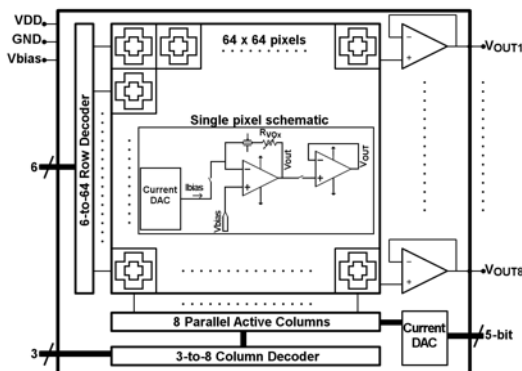 VDD
GND
Vbias
64 x 64 pixels
VOUT1
6-to-64 Row Decoder
6
Single pixel schematic
RVOx
Vout
VOUT
Current
DAC
Ibias
Vbias
VOUT8
8 Parallel Active Columns
3
3-to-8 Column Decoder
Current
DAC
5-bit